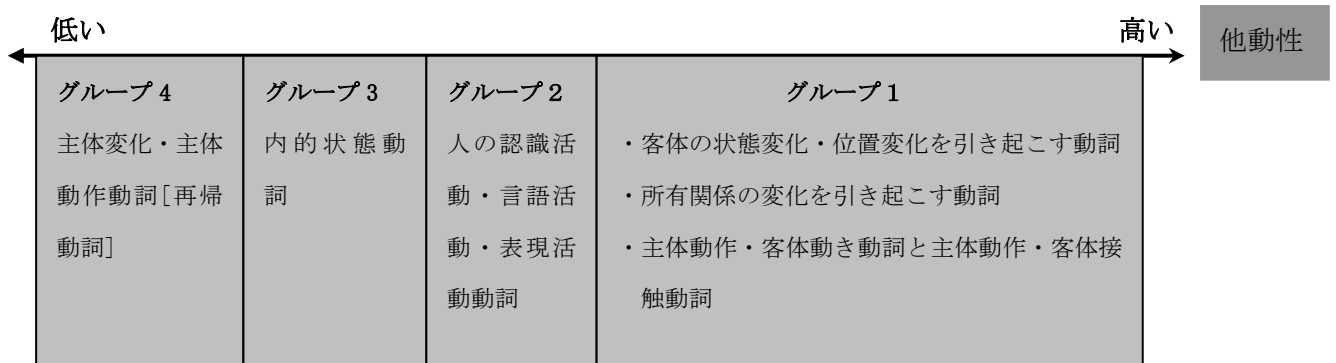 低い
高い
他動性
グループ 4
主体変化・主体
動作動詞[再帰
動詞]
グループ 3
内的状態動
詞
グループ 2
人の認識活
動・言語活
動・表現活
動動詞
グループ 1
・客体の状態変化・位置変化を引き起こす動詞
・所有関係の変化を引き起こす動詞
・主体動作・客体動き動詞と主体動作・客体接
触動詞